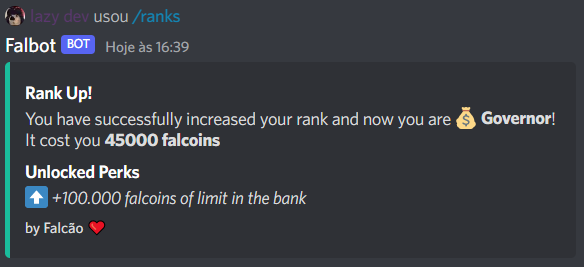 lazy dev usou /ranks
Falbot BOT Hoje às 16:39
Rank Up!
You have successfully increased your rank and now you are Governor!
It cost you 45000 falcoins
Unlocked Perks
+100.000 falcoins of limit in the bank
by Falcão